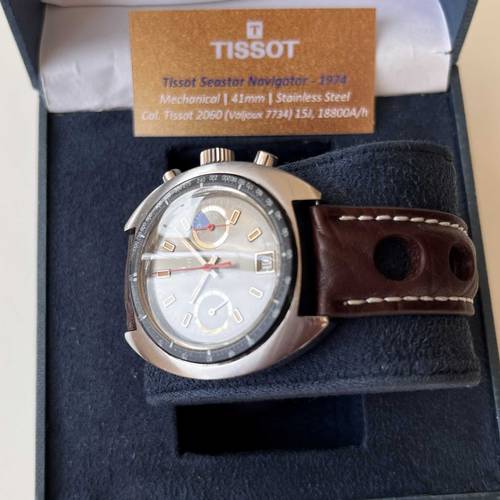 T
TISSOT
Tissot Seastar Navigator - 1974
Mechanical | 41mm | Stainless Steel
Cal. Tissot 2060 (Valjoux 7734) 15J, 18800A/h